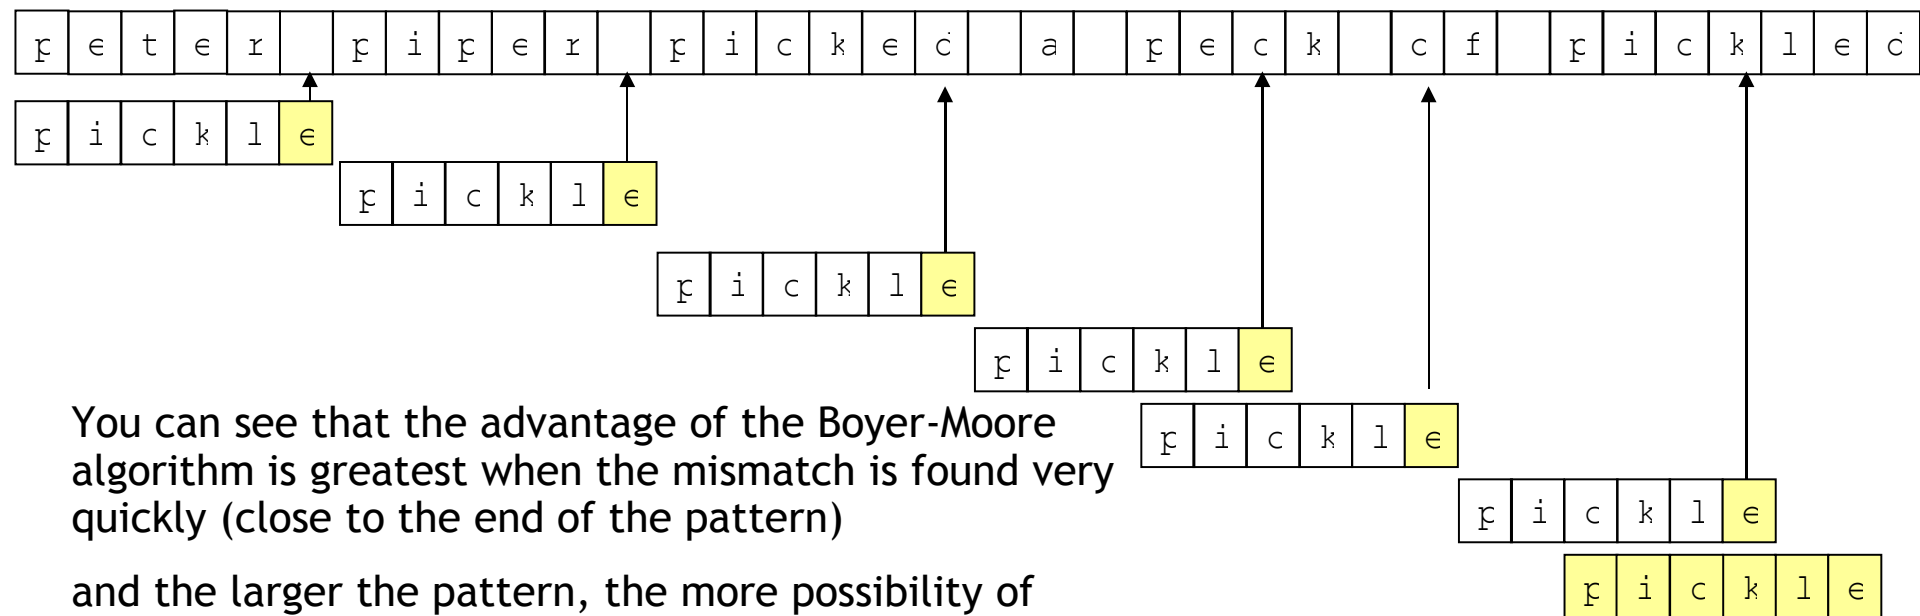 p e t e r p i p e r p i c k e d a p e c k o f p i c k l e d
p i c k l e
p i c k l e
p i c k l e
p i c k l e
p i c k l e
p i c k l e
p i c k l e
You can see that the advantage of the Boyer-Moore
algorithm is greatest when the mismatch is found very
quickly (close to the end of the pattern)
and the larger the pattern, the more possibility of